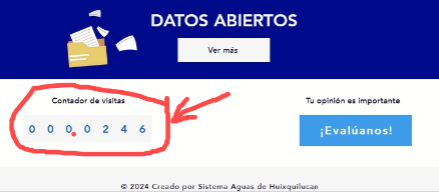 DATOS ABIERTOS
Ver más
Contador de visitas
Tu opinión es importante
0 0 0 0 2 4 6
¡Evalúanos!
© 2024 Creado por Sistema Aguas de Huixquilucan